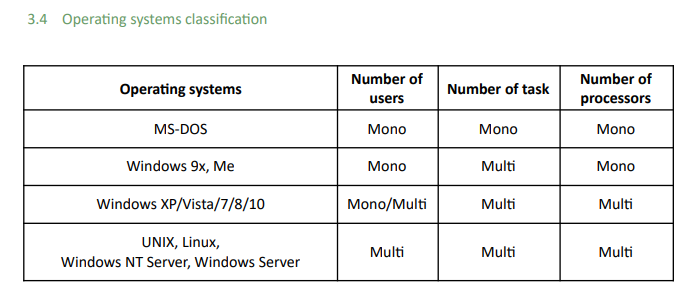 3.4 Operating systems classification
Operating systems
Number of
users
Number of task
Number of
processors
MS-DOS
Mono
Mono
Mono
Windows 9x, Me
Mono
Multi
Mono
Windows XP/Vista/7/8/10
Mono/Multi
Multi
Multi
UNIX, Linux,
Windows NT Server, Windows Server
Multi
Multi
Multi